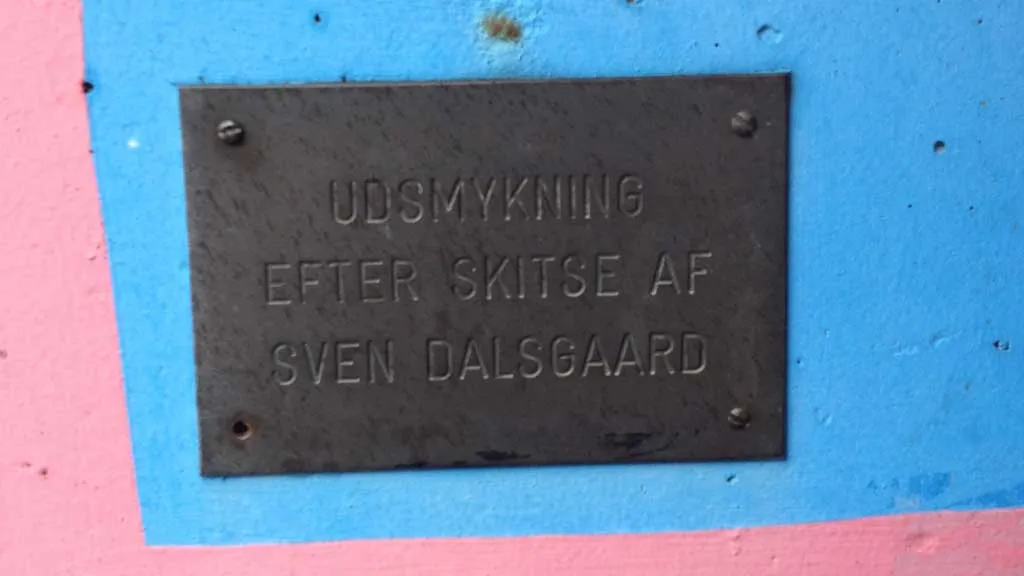 UDSMYKNING
EFTER SKITSE AF
SVEN DALSGAARD